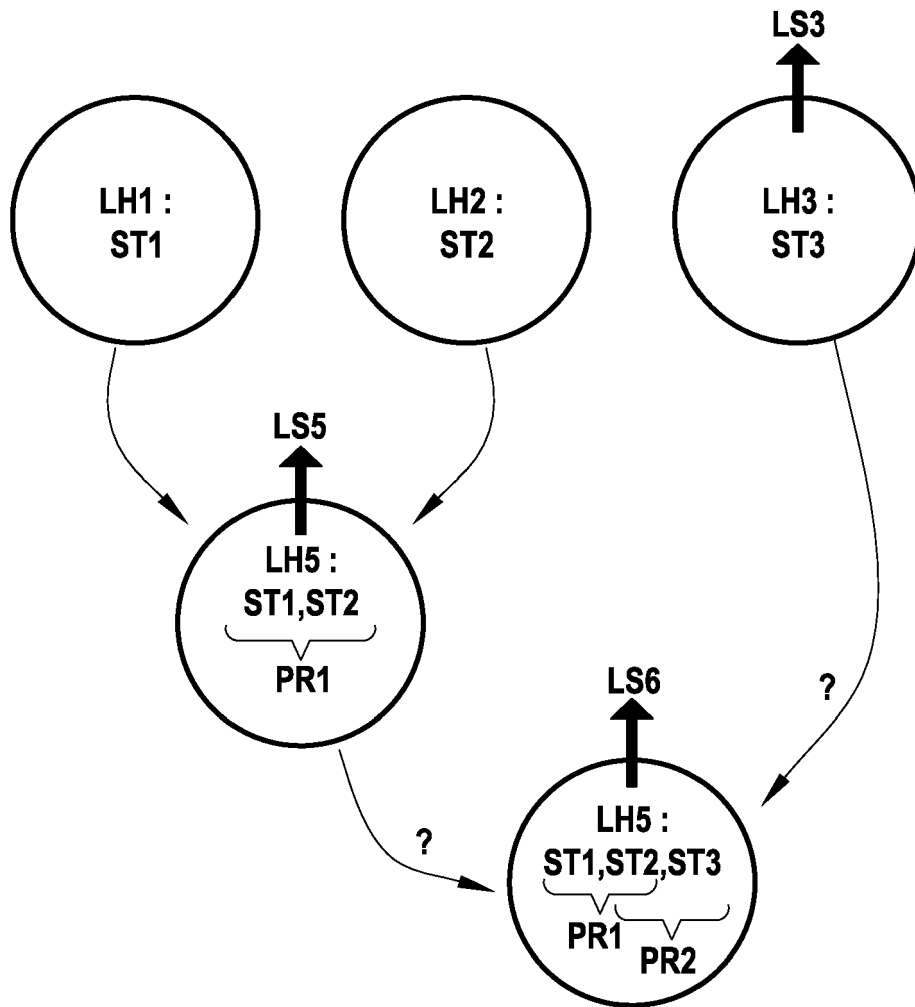 LS3
LH1 :
ST1
LH2 :
ST2
LH3 :
ST3
LS5
LH5 :
ST1,ST2
PR1
LS6
?
?
LH5 :
ST1,ST2,ST3
PR1
PR2